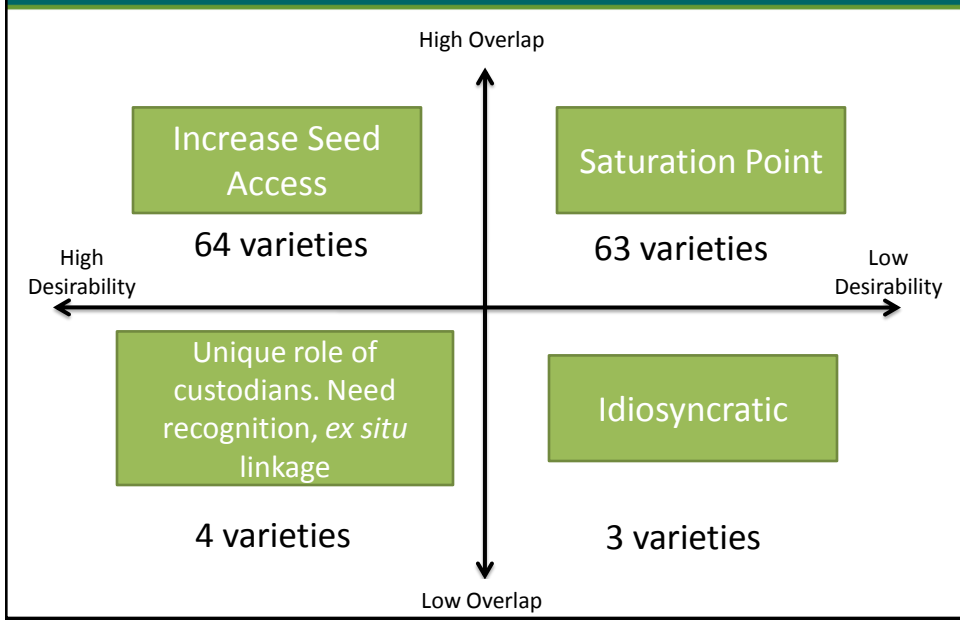 High Overlap
Increase Seed
Access
Saturation Point
64 varieties
63 varieties
High
Desirability
Low
Desirability
Unique role of
custodians. Need
recognition, ex situ
linkage
Idiosyncratic
4 varieties
3 varieties
Low Overlap